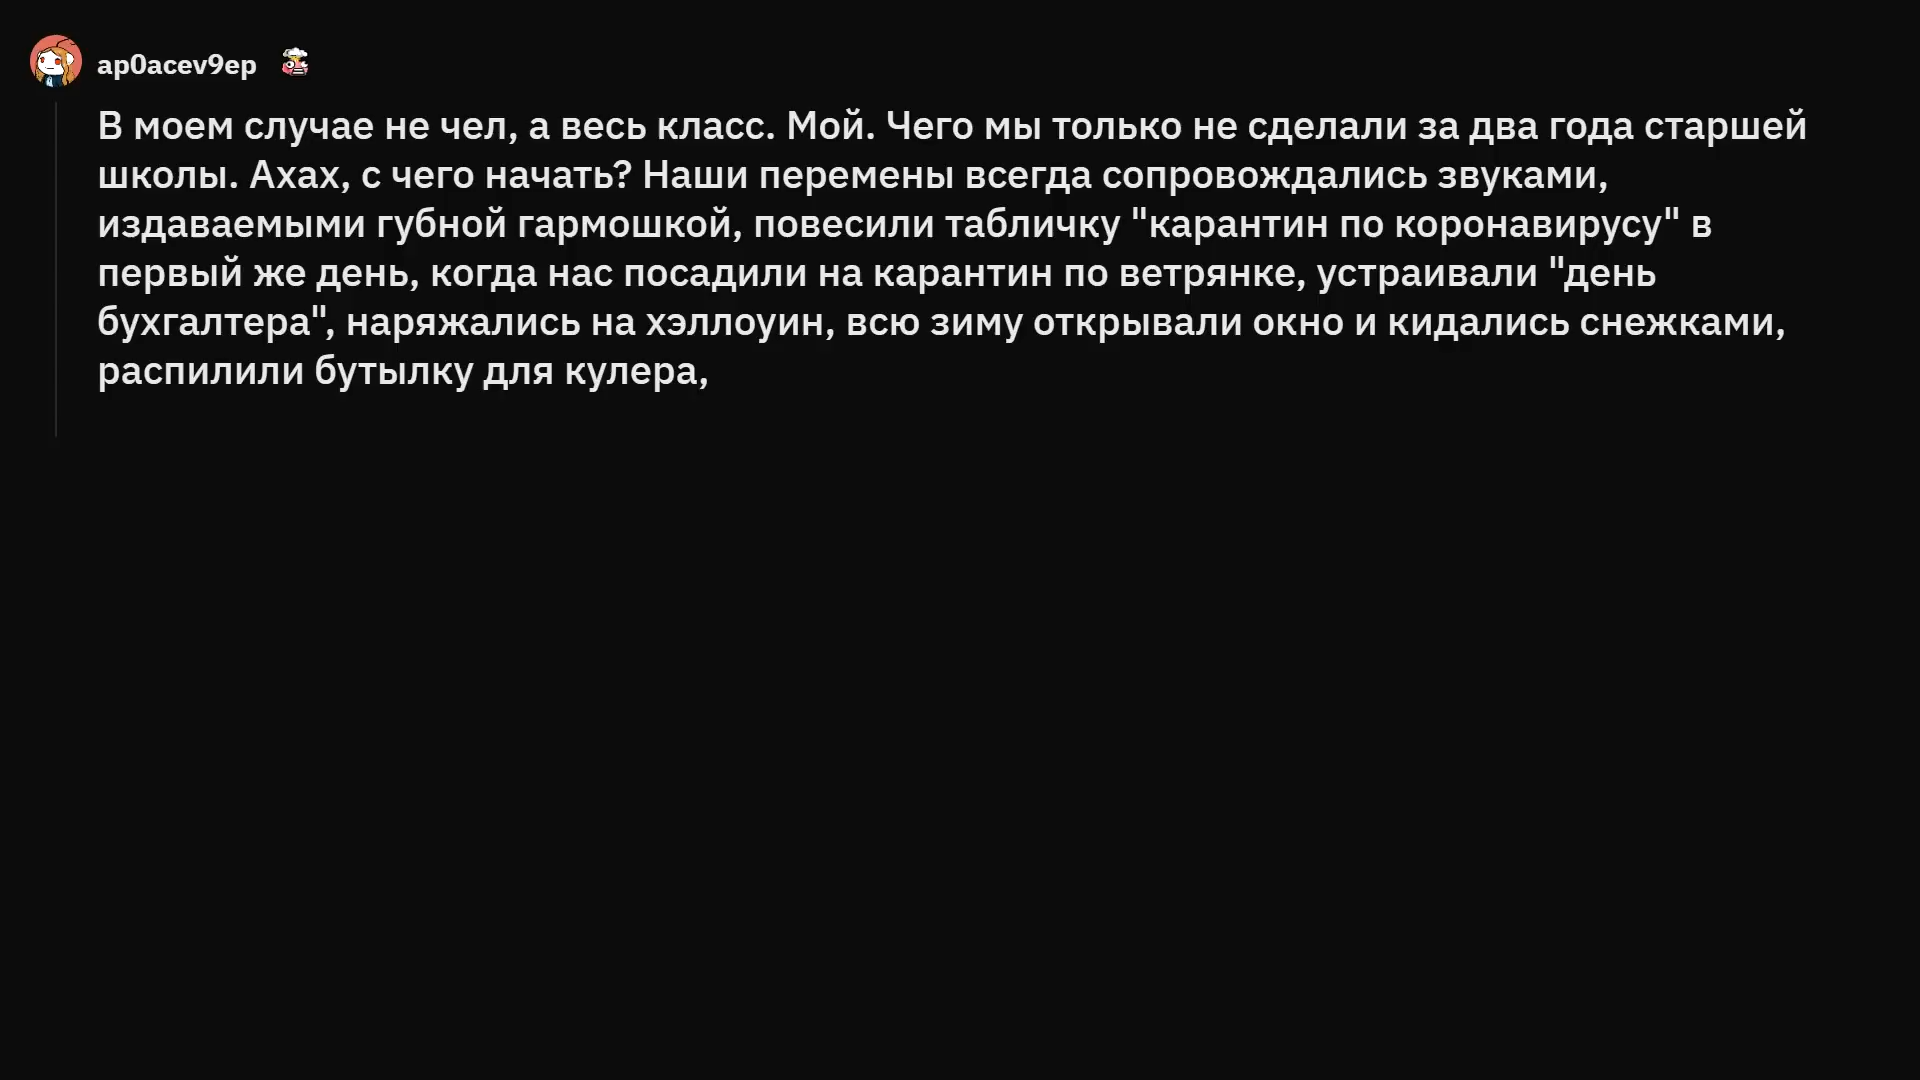 ap0acev9ep
В моем случае не чел, а весь класс. Мой. Чего мы только не сделали за два года старшей
школы. Ахах, с чего начать? Наши перемены всегда сопровождались звуками,
издаваемыми губной гармошкой, повесили табличку "карантин по коронавирусу" в
первый же день, когда нас посадили на карантин по ветрянке, устраивали "день
бухгалтера", наряжались на хэллоуин, всю зиму открывали окно и кидались снежками,
распилили бутылку для кулера,